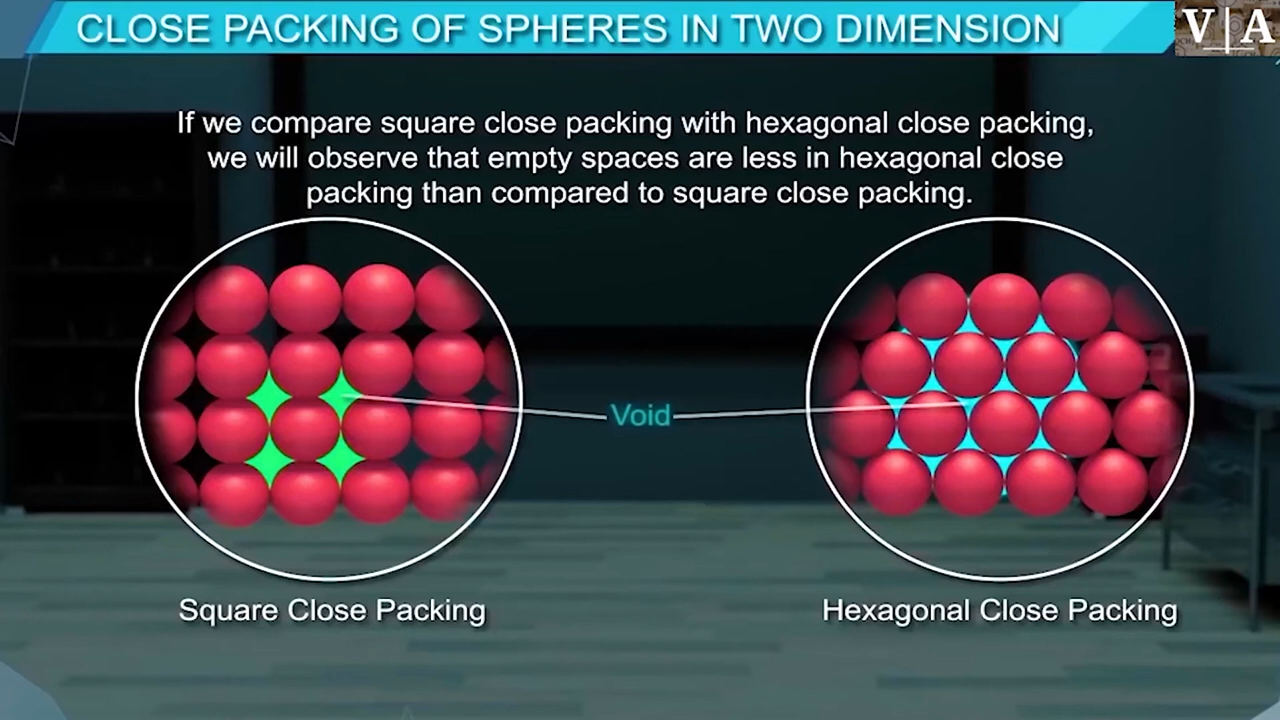 CLOSE PACKING OF SPHERES IN TWO DIMENSION
V|A
If we compare square close packing with hexagonal close packing,
we will observe that empty spaces are less in hexagonal close
packing than compared to square close packing.
Void
Square Close Packing
Hexagonal Close Packing